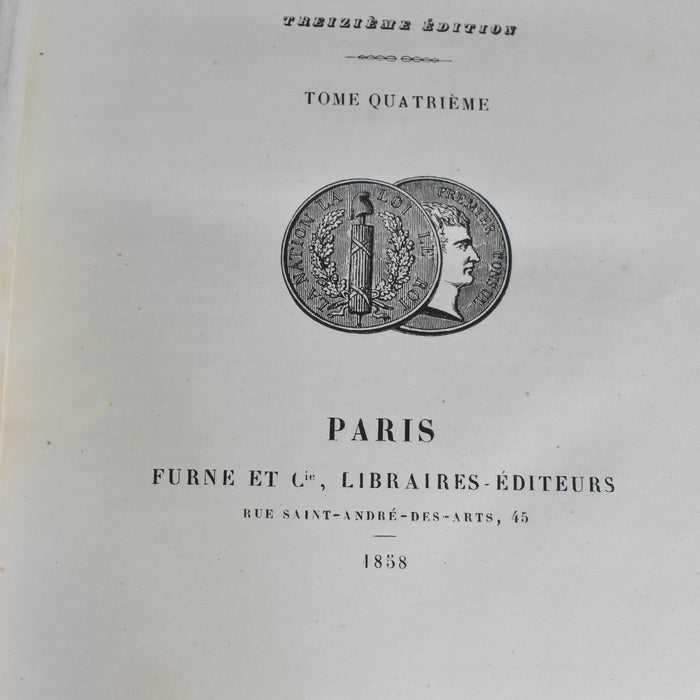 TREIZIÈME ÉDITION
TOME QUATRIÈME
LA NATION LA LOI LE ROI
PREMIER CONSUL
PARIS
FURNE ET Cie, LIBRAIRES-ÉDITEURS
RUE SAINT-ANDRÉ-DES-ARTS, 45
1858